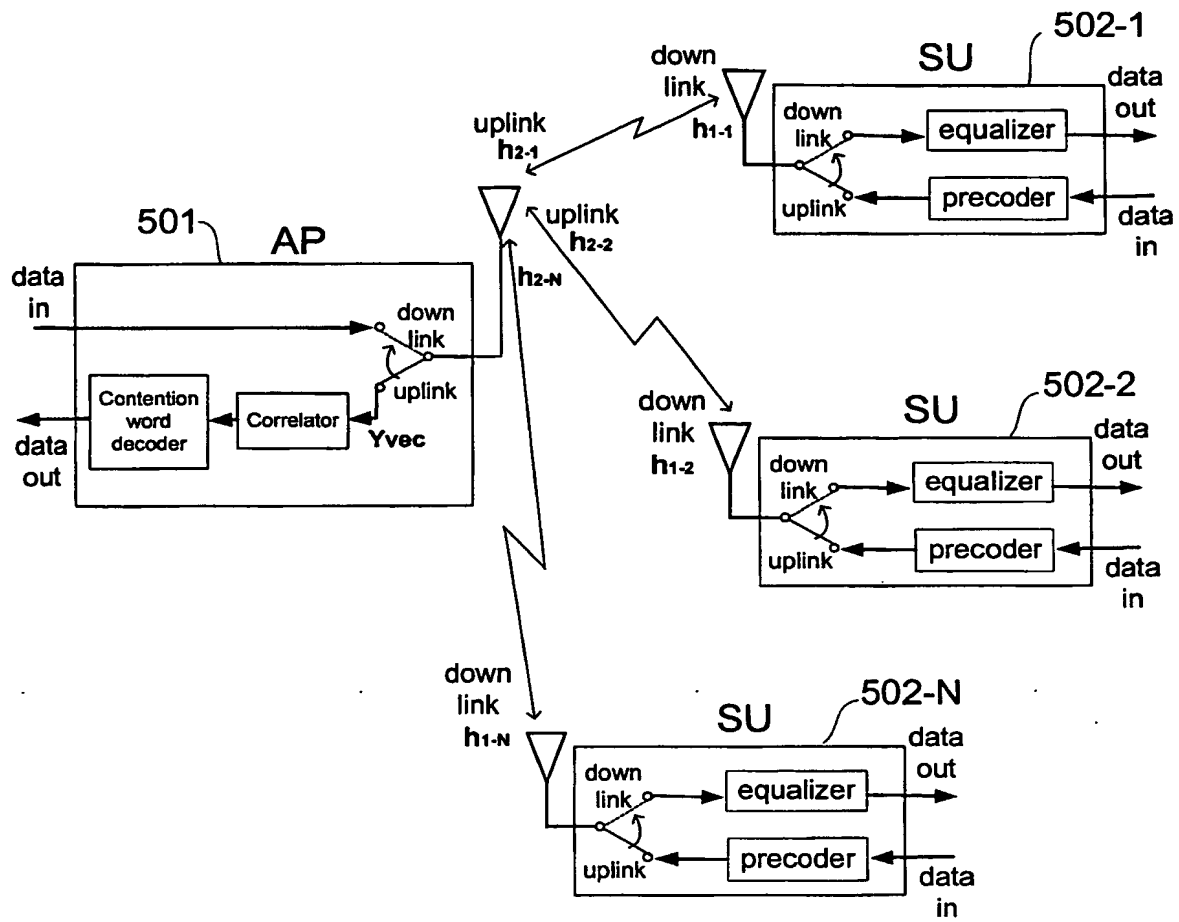 502-1
SU
down
link
h1-1
data
out
down
link
equalizer
uplink
precoder
data
in
uplink
h2-1
uplink
h2-2
h2-N
501
AP
data
in
down
link
uplink
Contention
word
decoder
Correlator
Yvec
data
out
502-2
SU
down
link
h1-2
data
out
down
link
equalizer
uplink
precoder
data
in
502-N
SU
down
link
h1-N
data
out
down
link
equalizer
uplink
precoder
data
in